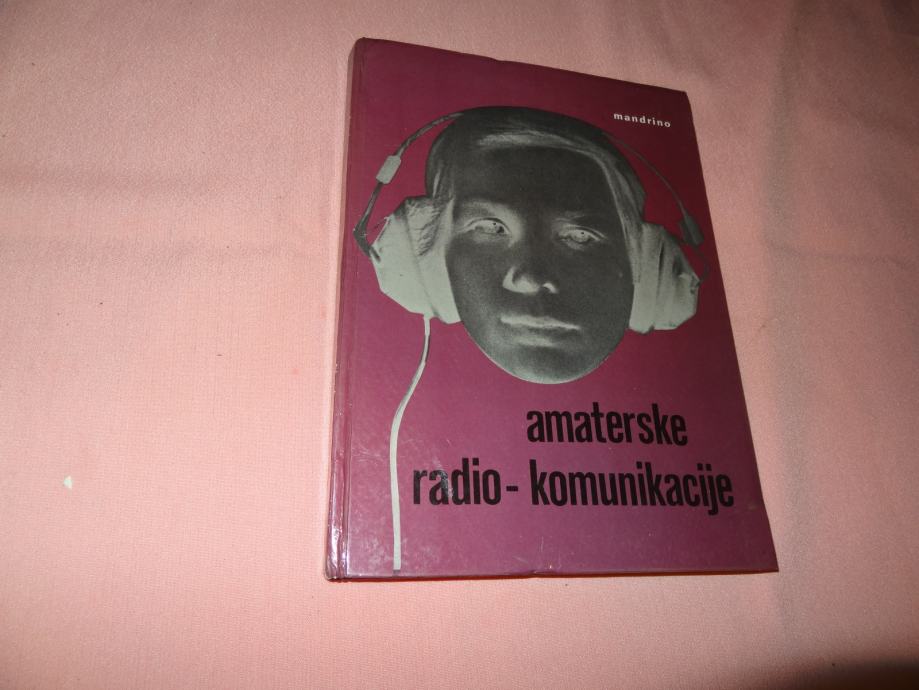 mandrino
amaterske
radio - komunikacije